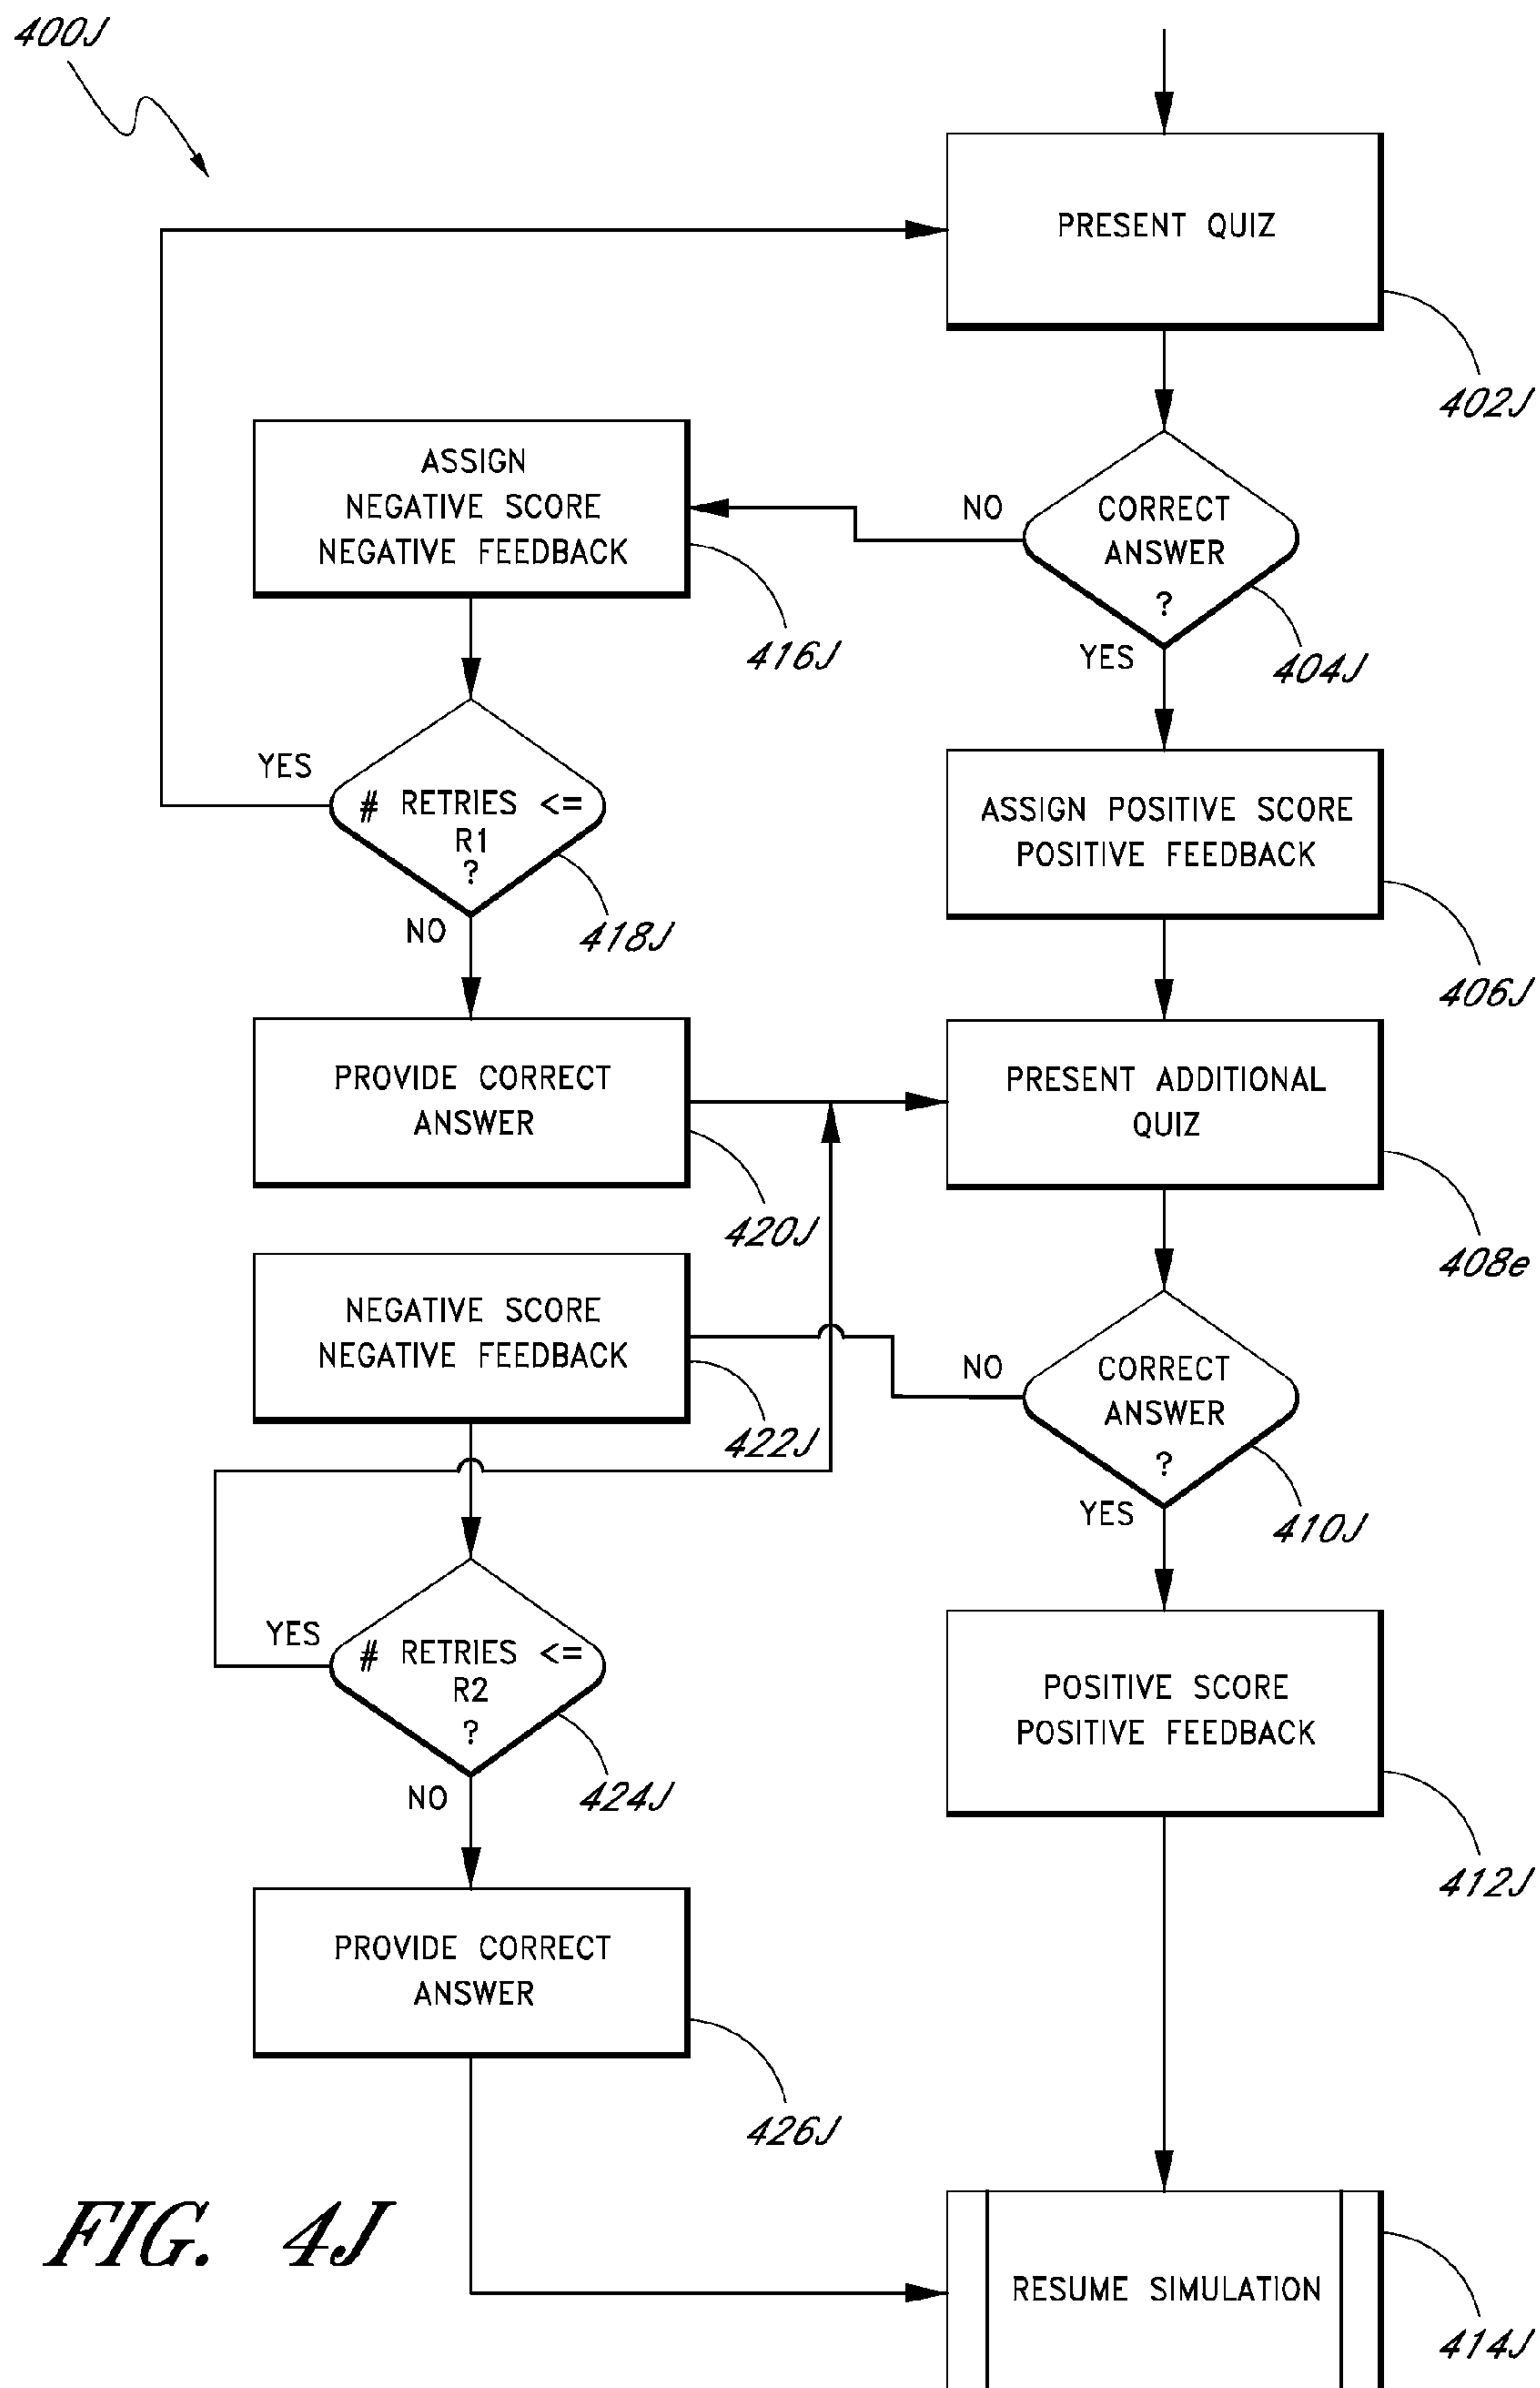 400J
PRESENT QUIZ
402J
ASSIGN
NEGATIVE SCORE
NEGATIVE FEEDBACK
416J
NO
CORRECT
ANSWER
?
YES
404J
YES
# RETRIES <=
R1
?
NO
418J
ASSIGN POSITIVE SCORE
POSITIVE FEEDBACK
406J
PROVIDE CORRECT
ANSWER
420J
PRESENT ADDITIONAL
QUIZ
408e
NEGATIVE SCORE
NEGATIVE FEEDBACK
422J
NO
CORRECT
ANSWER
?
YES
410J
YES
# RETRIES <=
R2
?
NO
424J
POSITIVE SCORE
POSITIVE FEEDBACK
412J
PROVIDE CORRECT
ANSWER
426J
RESUME SIMULATION
414J
FIG. 4J